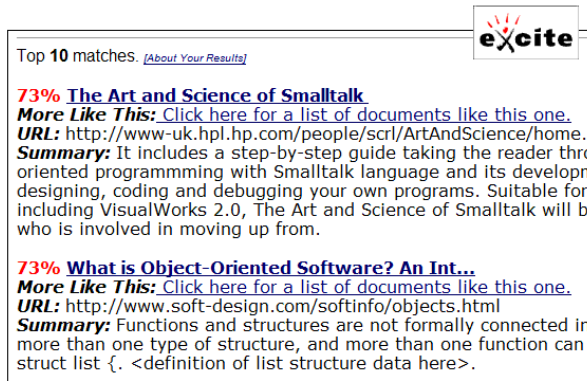 excite
Top 10 matches. [About Your Results]
73% The Art and Science of Smalltalk
More Like This: Click here for a list of documents like this one.
URL: http://www-uk.hpl.hp.com/people/scrl/ArtAndScience/home.
Summary: It includes a step-by-step guide taking the reader thro
oriented programmming with Smalltalk language and its developm
designing, coding and debugging your own programs. Suitable for
including VisualWorks 2.0, The Art and Science of Smalltalk will b
who is involved in moving up from.
73% What is Object-Oriented Software? An Int...
More Like This: Click here for a list of documents like this one.
URL: http://www.soft-design.com/softinfo/objects.html
Summary: Functions and structures are not formally connected in
more than one type of structure, and more than one function can
struct list {. <definition of list structure data here>.